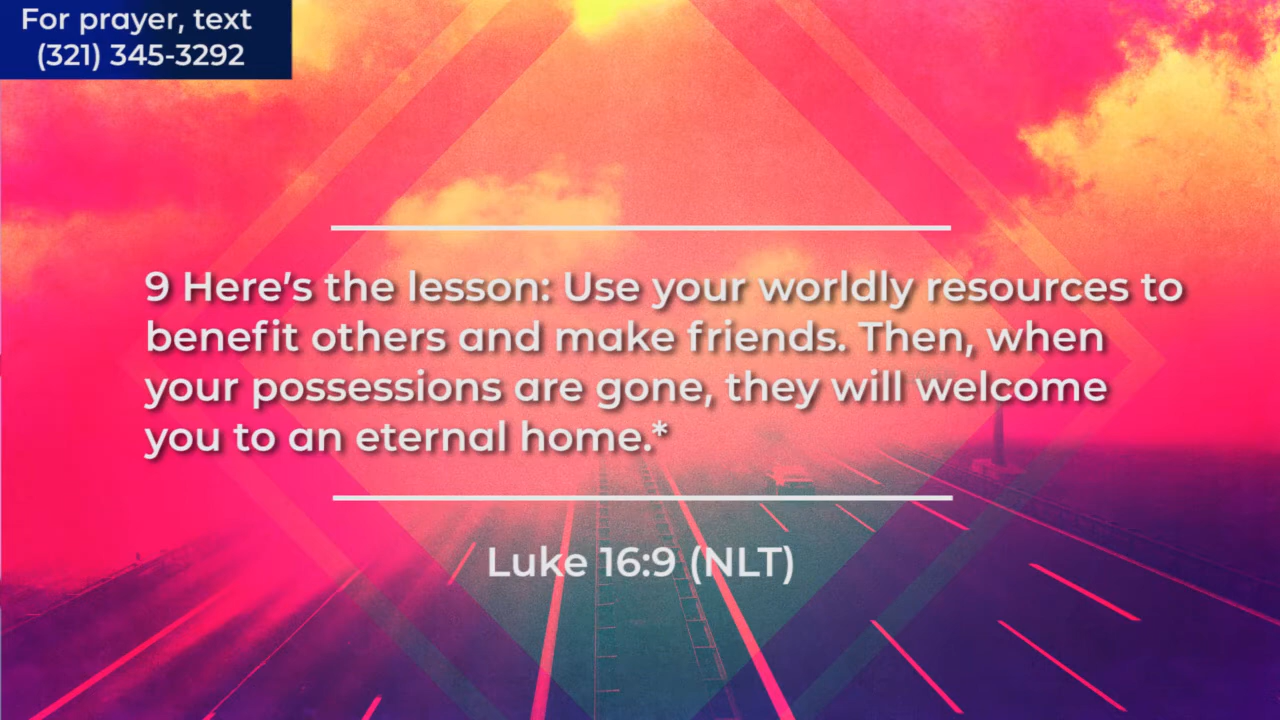 For prayer, text
(321) 345-3292
9 Here's the lesson: Use your worldly resources to
benefit others and make friends. Then, when
your possessions are gone, they will welcome
you to an eternal home.*
Luke 16:9 (NLT)